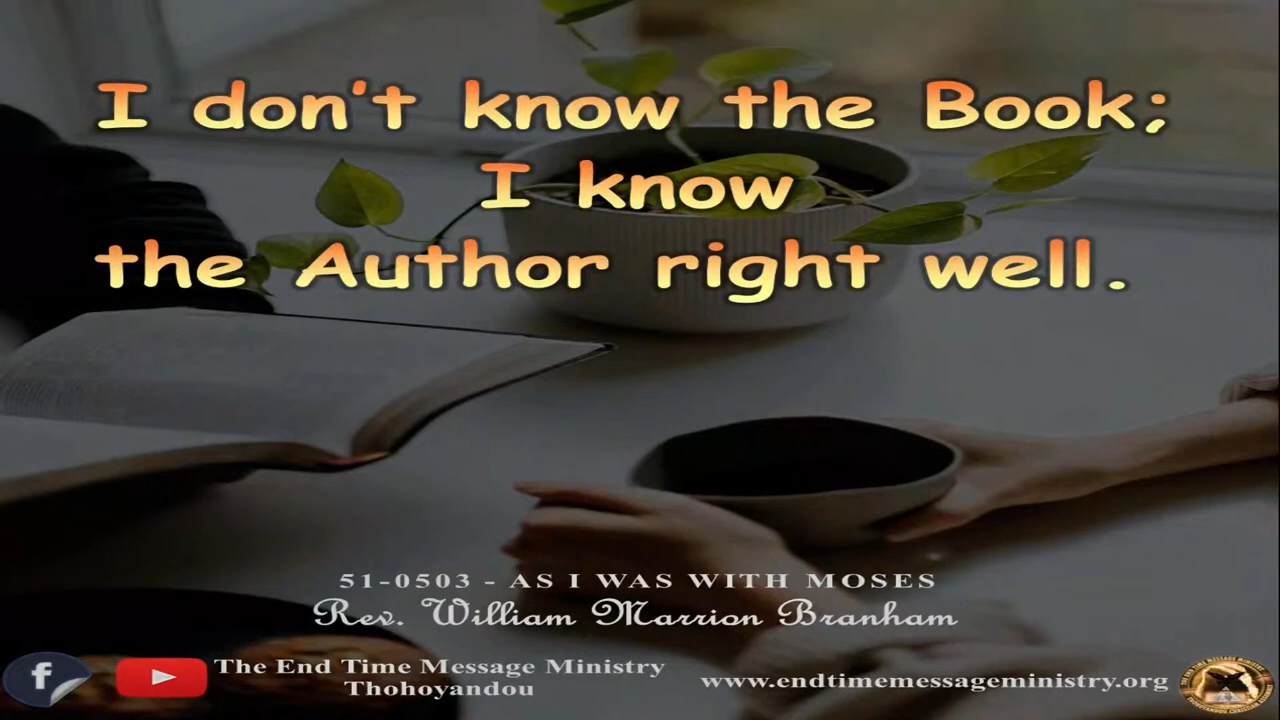 I don't know the Book;
I know
the Author right well.
51-0503 - AS I WAS WITH MOSES
Rev. William Marrion Branham
The End Time Message Ministry
Thohoyandou
www.endtimemessageministry.org